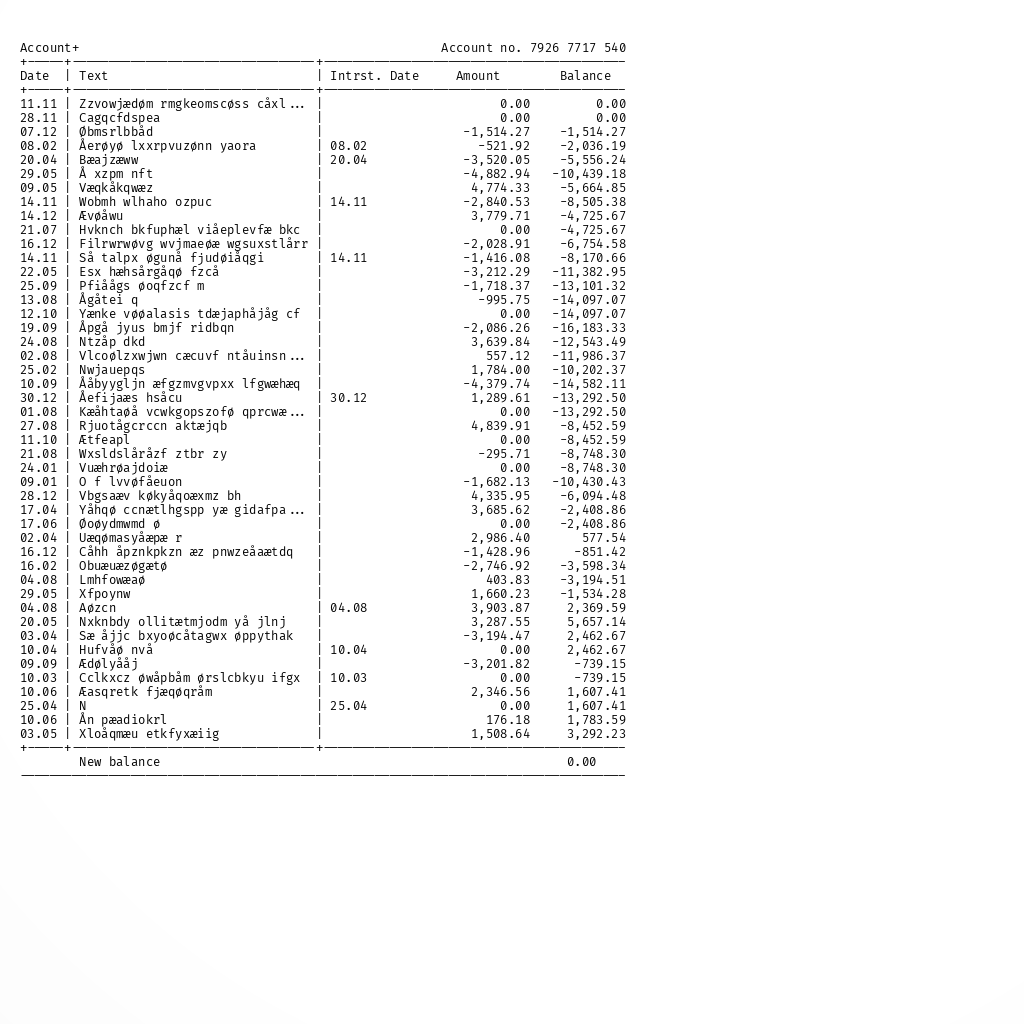 Account+ Account no. 7926 7717 540
Date | Text | Intrst. Date Amount Balance
11.11 | Zzvowjædøm rmgkeomscøss cåxl... | 0.00 0.00
28.11 | Cagqcfdspea | 0.00 0.00
07.12 | Øbmsrlbbåd | -1,514.27 -1,514.27
08.02 | Åerøyø lxxrpvuzønn yaora | 08.02 -521.92 -2,036.19
20.04 | Bæajzæww | 20.04 -3,520.05 -5,556.24
29.05 | Å xzpm nft | -4,882.94 -10,439.18
09.05 | Væqkåkqwæz | 4,774.33 -5,664.85
14.11 | Wobmh wlhaho ozpuc | 14.11 -2,840.53 -8,505.38
14.12 | Ævøåwu | 3,779.71 -4,725.67
21.07 | Hvknch bkfuphæl viåeplevfæ bkc | 0.00 -4,725.67
16.12 | Filrwrwøvg wvjmaeøæ wgsuxstlårr | -2,028.91 -6,754.58
14.11 | Så talpx øgunå fjudøiåqgi | 14.11 -1,416.08 -8,170.66
22.05 | Esx hæhsårgåqø fzcå | -3,212.29 -11,382.95
25.09 | Pfiåågs øoqfzcf m | -1,718.37 -13,101.32
13.08 | Ågåtei q | -995.75 -14,097.07
12.10 | Yænke vøøalasis tdæjaphåjåg cf | 0.00 -14,097.07
19.09 | Åpgå jyus bmjf ridbqn | -2,086.26 -16,183.33
24.08 | Ntzåp dkd | 3,639.84 -12,543.49
02.08 | Vlcoølzxwjwn cæcuvf ntåuinsn... | 557.12 -11,986.37
25.02 | Nwjauepqs | 1,784.00 -10,202.37
10.09 | Ååbyygljn æfgzmvgvpxx lfgwæhæq | -4,379.74 -14,582.11
30.12 | Åefijaæs hsåcu | 30.12 1,289.61 -13,292.50
01.08 | Kæåhtaøå vcwkgopszofø qprcwæ... | 0.00 -13,292.50
27.08 | Rjuotågcrccn aktæjqb | 4,839.91 -8,452.59
11.10 | Ætfeapl | 0.00 -8,452.59
21.08 | Wxsldslåråzf ztbr zy | -295.71 -8,748.30
24.01 | Vuæhrøajdoiæ | 0.00 -8,748.30
09.01 | O f lvvøfåeuon | -1,682.13 -10,430.43
28.12 | Vbgsaæv køkyåqoæxmz bh | 4,335.95 -6,094.48
17.04 | Yåhqø ccnætlhgspp yæ gidafpa... | 3,685.62 -2,408.86
17.06 | Øoøydmwmd ø | 0.00 -2,408.86
02.04 | Uæqømasyåæpæ r | 2,986.40 577.54
16.12 | Cåhh åpznkpkzn æz pnwzeåaætdq | -1,428.96 -851.42
16.02 | Obuæuæzøgætø | -2,746.92 -3,598.34
04.08 | Lmhfowæaø | 403.83 -3,194.51
29.05 | Xfpoynw | 1,660.23 -1,534.28
04.08 | Aøzcn | 04.08 3,903.87 2,369.59
20.05 | Nxknbdy ollitætmjodm yå jlnj | 3,287.55 5,657.14
03.04 | Sæ åjjc bxyoøcåtagwx øppythak | -3,194.47 2,462.67
10.04 | Hufvåø nvå | 10.04 0.00 2,462.67
09.09 | Ædølyååj | -3,201.82 -739.15
10.03 | Cclkxcz øwåpbåm ørslcbkyu ifgx | 10.03 0.00 -739.15
10.06 | Æasqretk fjæqøqråm | 2,346.56 1,607.41
25.04 | N | 25.04 0.00 1,607.41
10.06 | Ån pæadiokrl | 176.18 1,783.59
03.05 | Xloåqmæu etkfyxæiig | 1,508.64 3,292.23
New balance 0.00